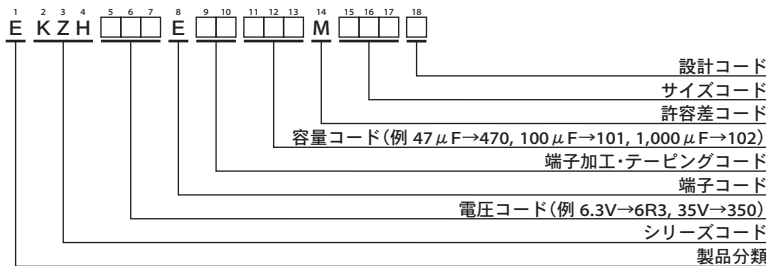 1 2 3 4 5 6 7 8 9 10 11 12 13 14 15 16 17 18
E KZH □□□ E □□ □□□ M □□□ □
設計コード
サイズコード
許容差コード
容量コード(例 47μF→470, 100μF→101, 1,000μF→102)
端子加工・テーピングコード
端子コード
電圧コード(例 6.3V→6R3, 35V→350)
シリーズコード
製品分類